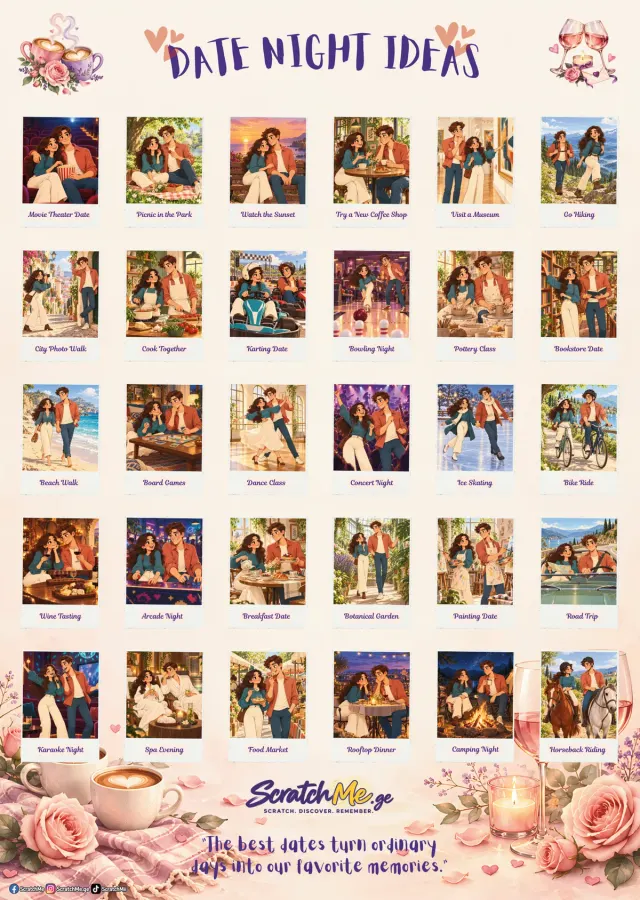 DATE NIGHT IDEAS
Movie Theater Date
Picnic in the Park
Watch the Sunset
Try a New Coffee Shop
Visit a Museum
Go Hiking
City Photo Walk
Cook Together
Karting Date
Bowling Night
Pottery Class
Bookstore Date
Beach Walk
Board Games
Dance Class
Concert Night
Ice Skating
Bike Ride
Wine Tasting
Arcade Night
Breakfast Date
Botanical Garden
Painting Date
Road Trip
Karaoke Night
Spa Evening
Food Market
Rooftop Dinner
Camping Night
Horseback Riding
ScratchMe.ge
SCRATCH. DISCOVER. REMEMBER.
"The best dates turn ordinary
days into our favorite memories."
ScratchMe ScratchMe.ge ScratchMe